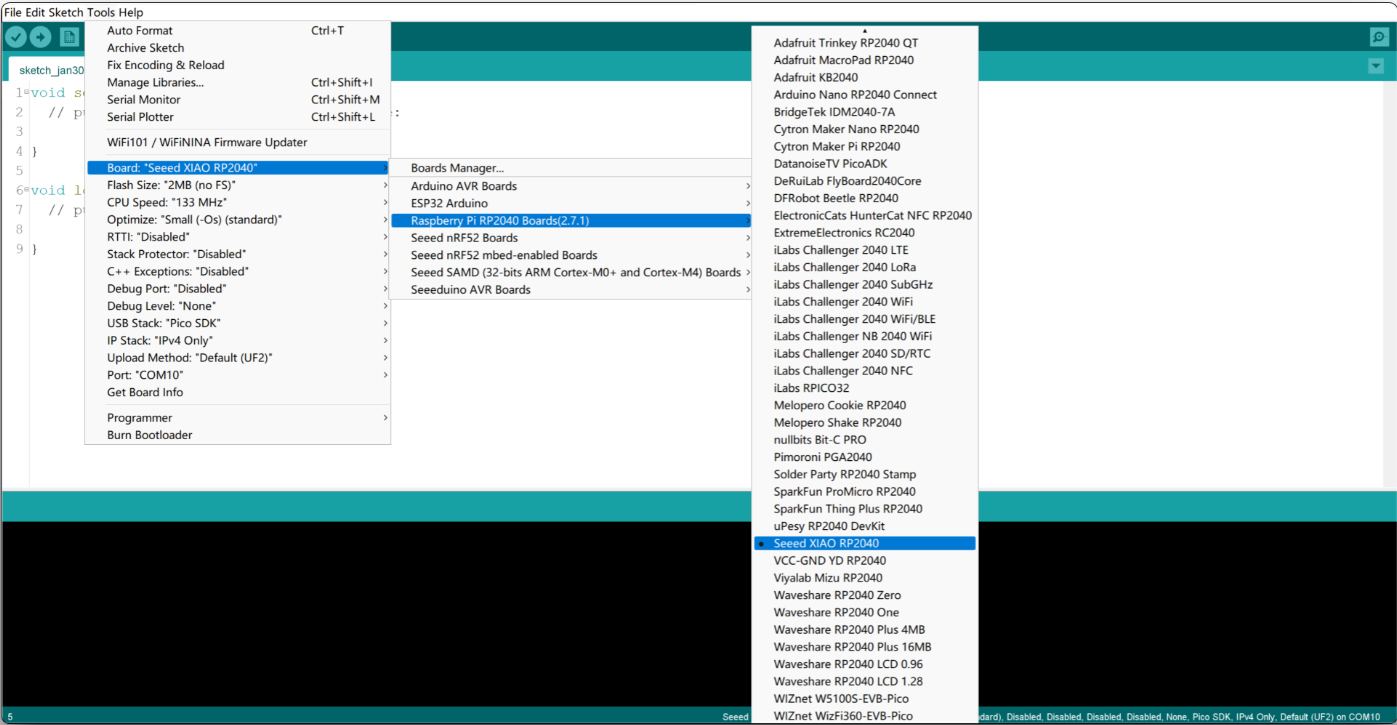 File Edit Sketch Tools Help
sketch_jan30
1 void s
2 // p
:
3
4 }
5
6 void l
7 // p
8
9 }
Auto Format Ctrl+T
Archive Sketch
Fix Encoding & Reload
Manage Libraries... Ctrl+Shift+I
Serial Monitor Ctrl+Shift+M
Serial Plotter Ctrl+Shift+L
WiFi101 / WiFiNINA Firmware Updater
Board: "Seeed XIAO RP2040"
Flash Size: "2MB (no FS)"
CPU Speed: "133 MHz"
Optimize: "Small (-Os) (standard)"
RTTI: "Disabled"
Stack Protector: "Disabled"
C++ Exceptions: "Disabled"
Debug Port: "Disabled"
Debug Level: "None"
USB Stack: "Pico SDK"
IP Stack: "IPv4 Only"
Upload Method: "Default (UF2)"
Port: "COM10"
Get Board Info
Programmer
Burn Bootloader
Boards Manager...
Arduino AVR Boards
ESP32 Arduino
Raspberry Pi RP2040 Boards(2.7.1)
Seeed nRF52 Boards
Seeed nRF52 mbed-enabled Boards
Seeed SAMD (32-bits ARM Cortex-M0+ and Cortex-M4) Boards
Seeeduino AVR Boards
Adafruit Trinkey RP2040 QT
Adafruit MacroPad RP2040
Adafruit KB2040
Arduino Nano RP2040 Connect
BridgeTek IDM2040-7A
Cytron Maker Nano RP2040
Cytron Maker Pi RP2040
DatanoiseTV PicoADK
DeRuiLab FlyBoard2040Core
DFRobot Beetle RP2040
ElectronicCats HunterCat NFC RP2040
ExtremeElectronics RC2040
iLabs Challenger 2040 LTE
iLabs Challenger 2040 LoRa
iLabs Challenger 2040 SubGHz
iLabs Challenger 2040 WiFi
iLabs Challenger 2040 WiFi/BLE
iLabs Challenger NB 2040 WiFi
iLabs Challenger 2040 SD/RTC
iLabs Challenger 2040 NFC
iLabs RPICO32
Melopero Cookie RP2040
Melopero Shake RP2040
nullbits Bit-C PRO
Pimoroni PGA2040
Solder Party RP2040 Stamp
SparkFun ProMicro RP2040
SparkFun Thing Plus RP2040
uPesy RP2040 DevKit
Seeed XIAO RP2040
VCC-GND YD RP2040
Viyalab Mizu RP2040
Waveshare RP2040 Zero
Waveshare RP2040 One
Waveshare RP2040 Plus 4MB
Waveshare RP2040 Plus 16MB
Waveshare RP2040 LCD 0.96
Waveshare RP2040 LCD 1.28
WIZnet W5100S-EVB-Pico
WIZnet WizFi360-EVB-Pico
5 Seeed dard), Disabled, Disabled, Disabled, Disabled, None, Pico SDK, IPv4 Only, Default (UF2) on COM10